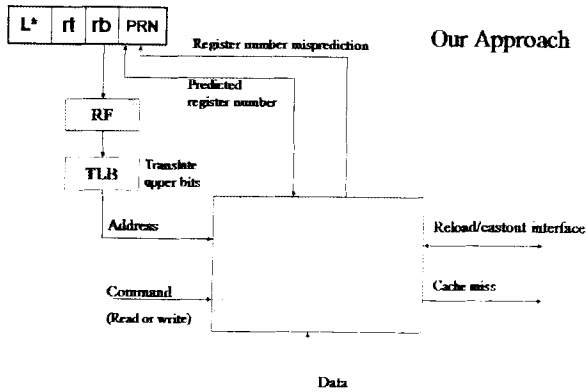 L* rt rb PRN
Register number misprediction
Our Approach
Predicted
register number
RF
TLB
Translate
upper bits
Address
Reload/castout interface
Command
Cache miss
(Read or write)
Data